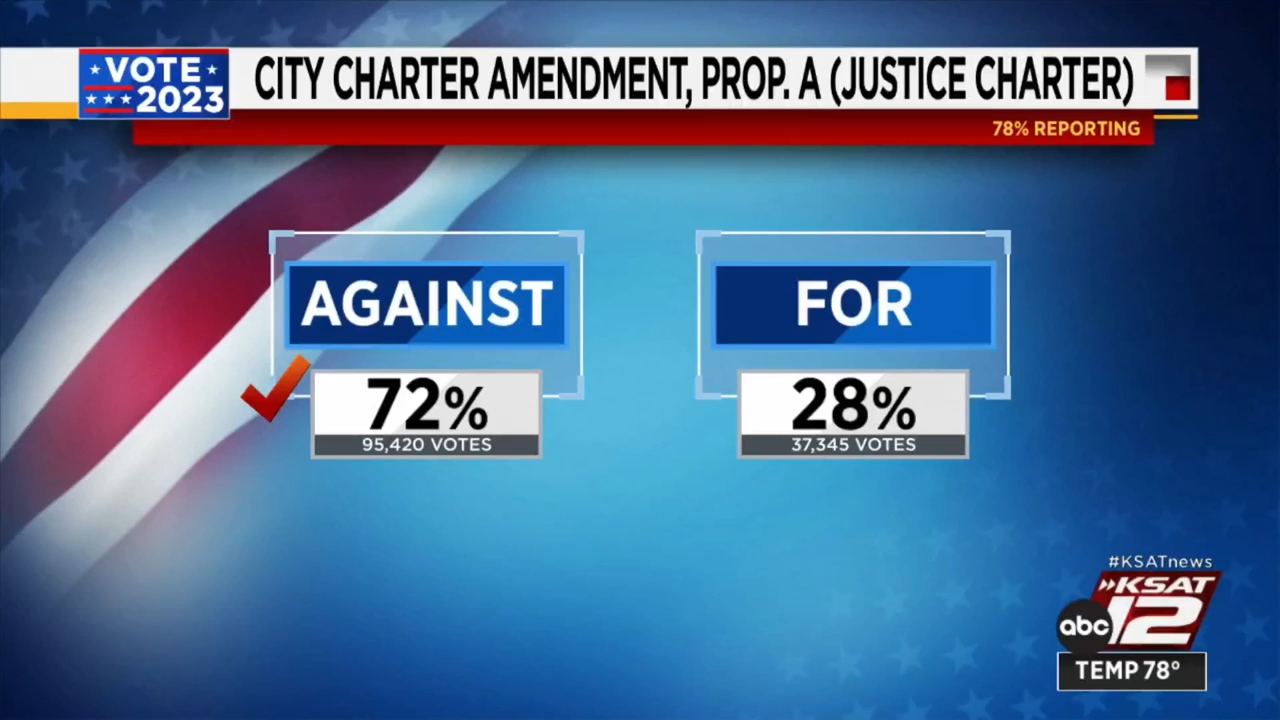 VOTE
2023
CITY CHARTER AMENDMENT, PROP. A (JUSTICE CHARTER)
78% REPORTING
AGAINST
72%
95,420 VOTES
FOR
28%
37,345 VOTES
#KSATnews
KSAT
abc 12
TEMP 78°